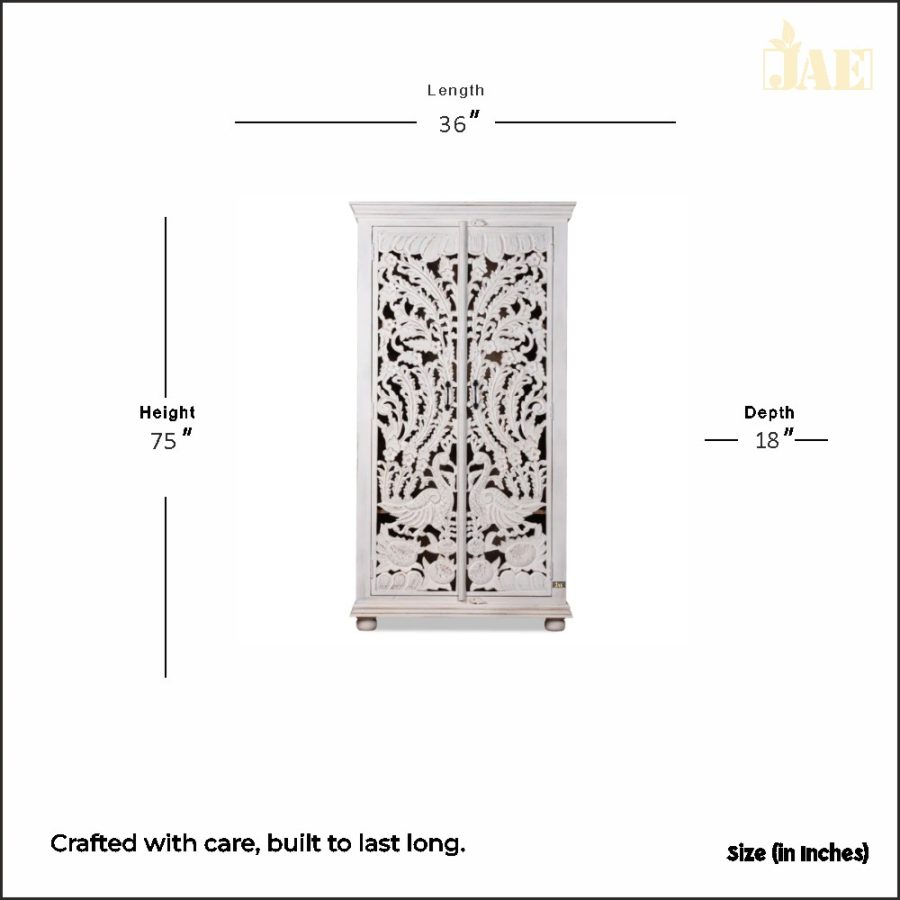 JAE
Length
36"
Height
75"
Depth
18"
Crafted with care, built to last long.
Size (in Inches)